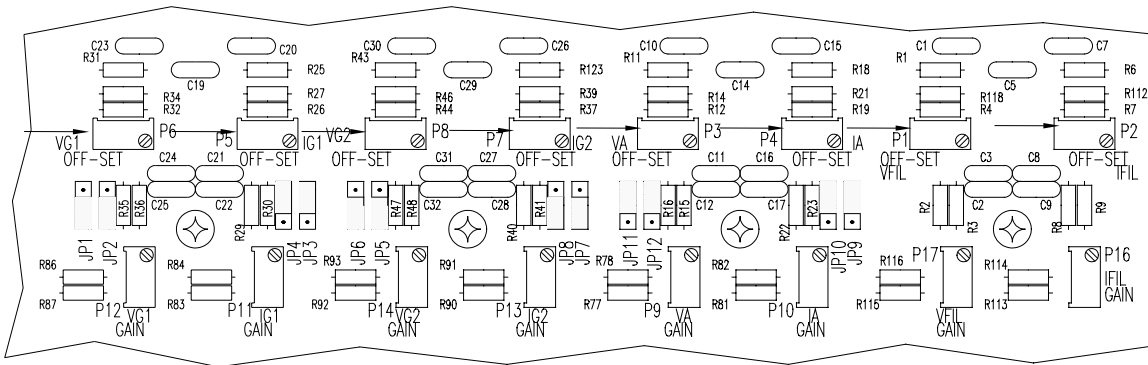 C23 C20 C30 C26 C10 C15 C1 C7
R31 C19 R25 R43 C29 R123 R11 C14 R18 R1 C5 R6
R34 R27 R46 R39 R14 R21 R118 R112
R32 R26 R44 R37 R12 R19 R4 R7
VG1 P6 P5 IG1 VG2 P8 P7 IG2 VA P3 P4 IA P1 P2
OFF-SET OFF-SET OFF-SET OFF-SET OFF-SET OFF-SET OFF-SET OFF-SET
VFIL IFIL
C24 C21 C31 C27 C11 C16 C3 C8
C25 C22 C32 C28 C12 C17 C2 C9
R35 R36 R29 R30 R47 R48 R40 R41 R16 R15 R22 R23 R2 R3 R8 R9
JP1 JP2 JP4 JP3 JP6 JP5 JP8 JP7 JP11 JP12 JP10 JP9
R86 R84 R93 R91 R78 R82 R116 P17 R114 P16
R87 P12 R83 P11 R92 P14 R90 P13 R77 P9 R81 P10 R115 R113
VG1 GAIN
IG1 GAIN
VG2 GAIN
IG2 GAIN
VA GAIN
IA GAIN
VFIL GAIN
IFIL GAIN